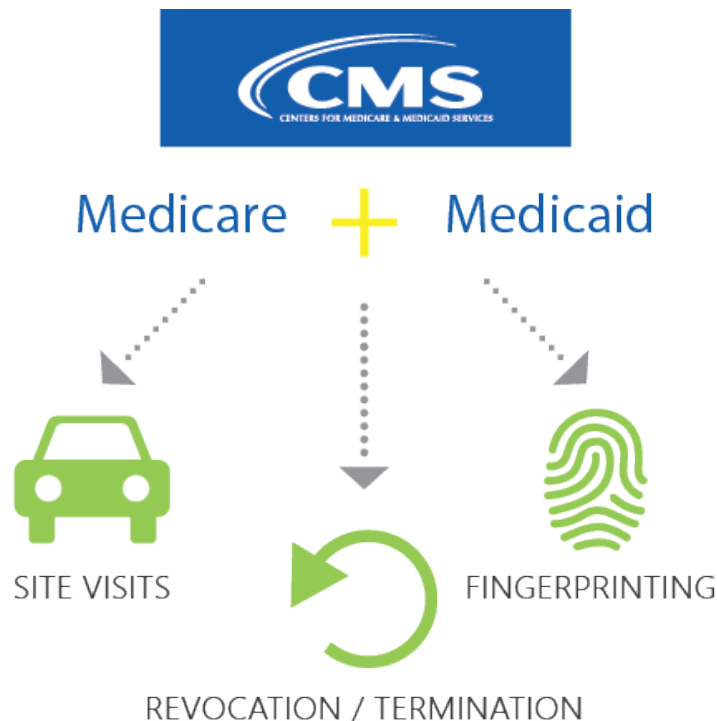 CMS
CENTERS FOR MEDICARE & MEDICAID SERVICES
Medicare + Medicaid
SITE VISITS
FINGERPRINTING
REVOCATION / TERMINATION